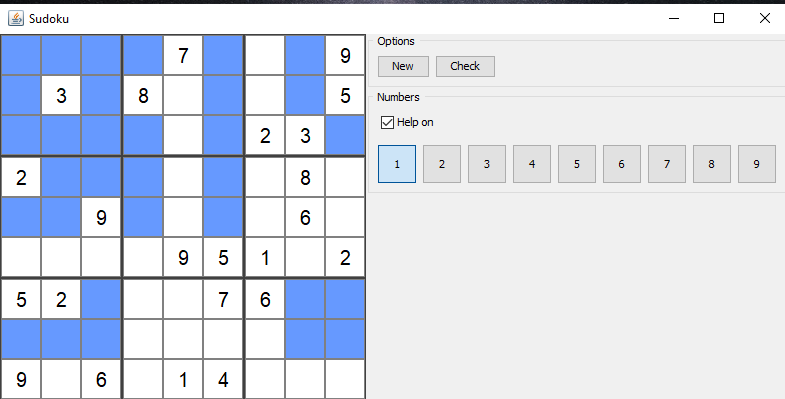 Sudoku
Options
New Check
Numbers
Help on
1 2 3 4 5 6 7 8 9
7 9
3 8 5
2 3
2 8
9 6
9 5 1 2
5 2 7 6
9 6 1 4